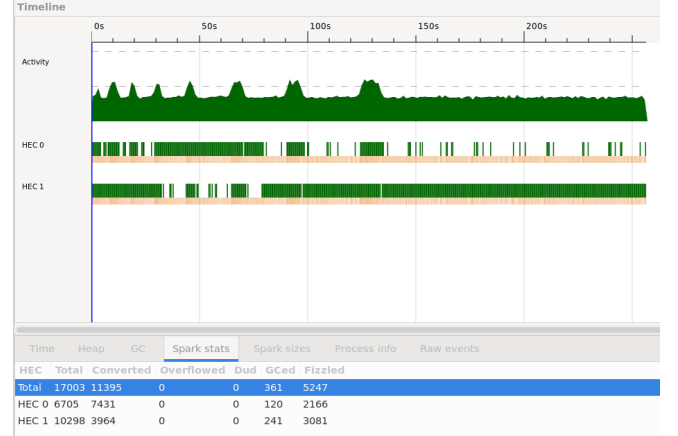 Timeline
0s 50s 100s 150s 200s
Activity
HEC 0
HEC 1
Time Heap GC Spark stats Spark sizes Process info Raw events
HEC Total Converted Overflowed Dud GCed Fizzled
Total 17003 11395 0 0 361 5247
HEC 0 6705 7431 0 0 120 2166
HEC 1 10298 3964 0 0 241 3081